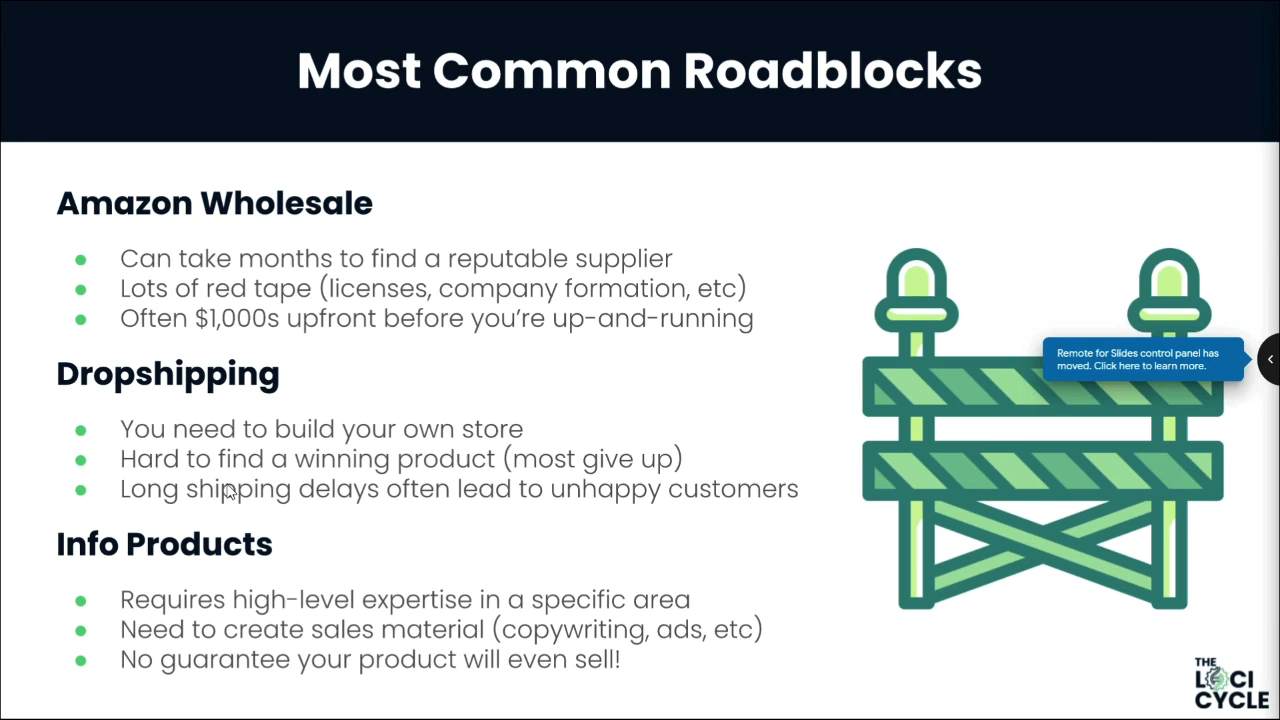 Most Common Roadblocks
Amazon Wholesale
● Can take months to find a reputable supplier
● Lots of red tape (licenses, company formation, etc)
● Often $1,000s upfront before you’re up-and-running
Dropshipping
● You need to build your own store
● Hard to find a winning product (most give up)
● Long shipping delays often lead to unhappy customers
Info Products
● Requires high-level expertise in a specific area
● Need to create sales material (copywriting, ads, etc)
● No guarantee your product will even sell!
Remote for Slides control panel has
moved. Click here to learn more.
THE
LOCI
CYCLE